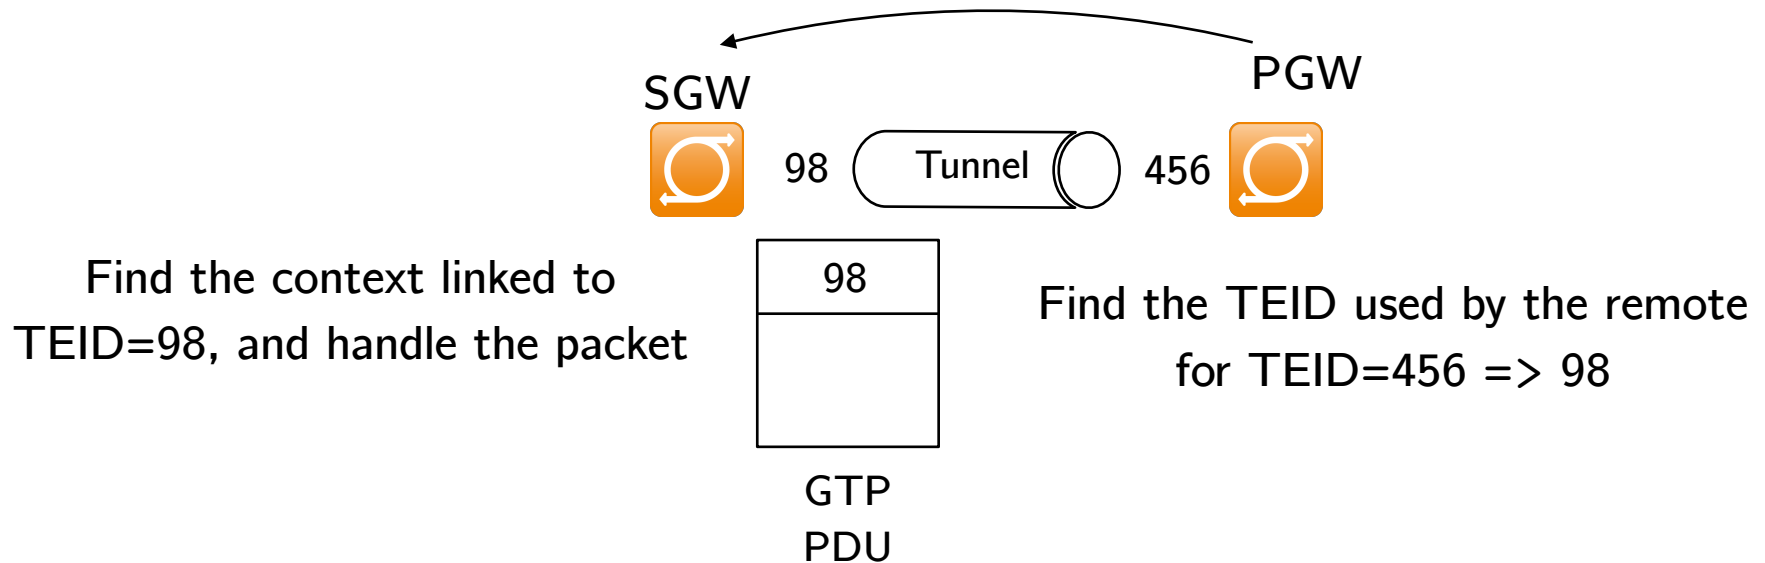 PGW
SGW
98
Tunnel
456
Find the context linked to
TEID=98, and handle the packet
98
Find the TEID used by the remote
for TEID=456 => 98
GTP
PDU